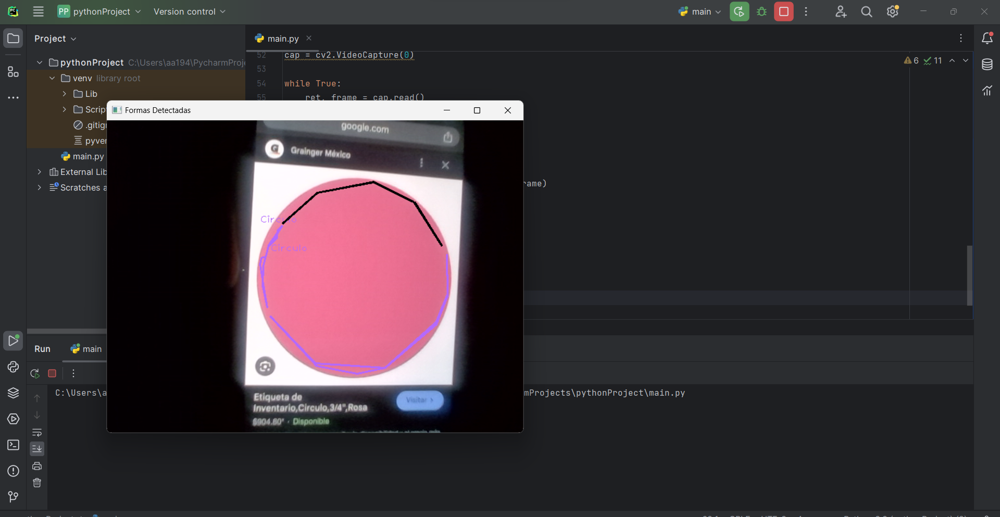 PP pythonProject Version control main
Project
main.py
pythonProject C:\Users\aa194\PycharmProj
venv library root
Lib
Scrip
.gitig
pyver
main.py
External Lib
Scratches a
52 cap = cv2.VideoCapture(0)
53
54 while True:
55 ret, frame = cap.read()
6 11
rame)
Formas Detectadas
google.com
G Grainger México
Circulo
Circulo
Etiqueta de
Inventario,Círculo,3/4",Rosa
Visitar >
$904.80* · Disponible
Run main
C:\Users\a
mProjects\pythonProject\main.py